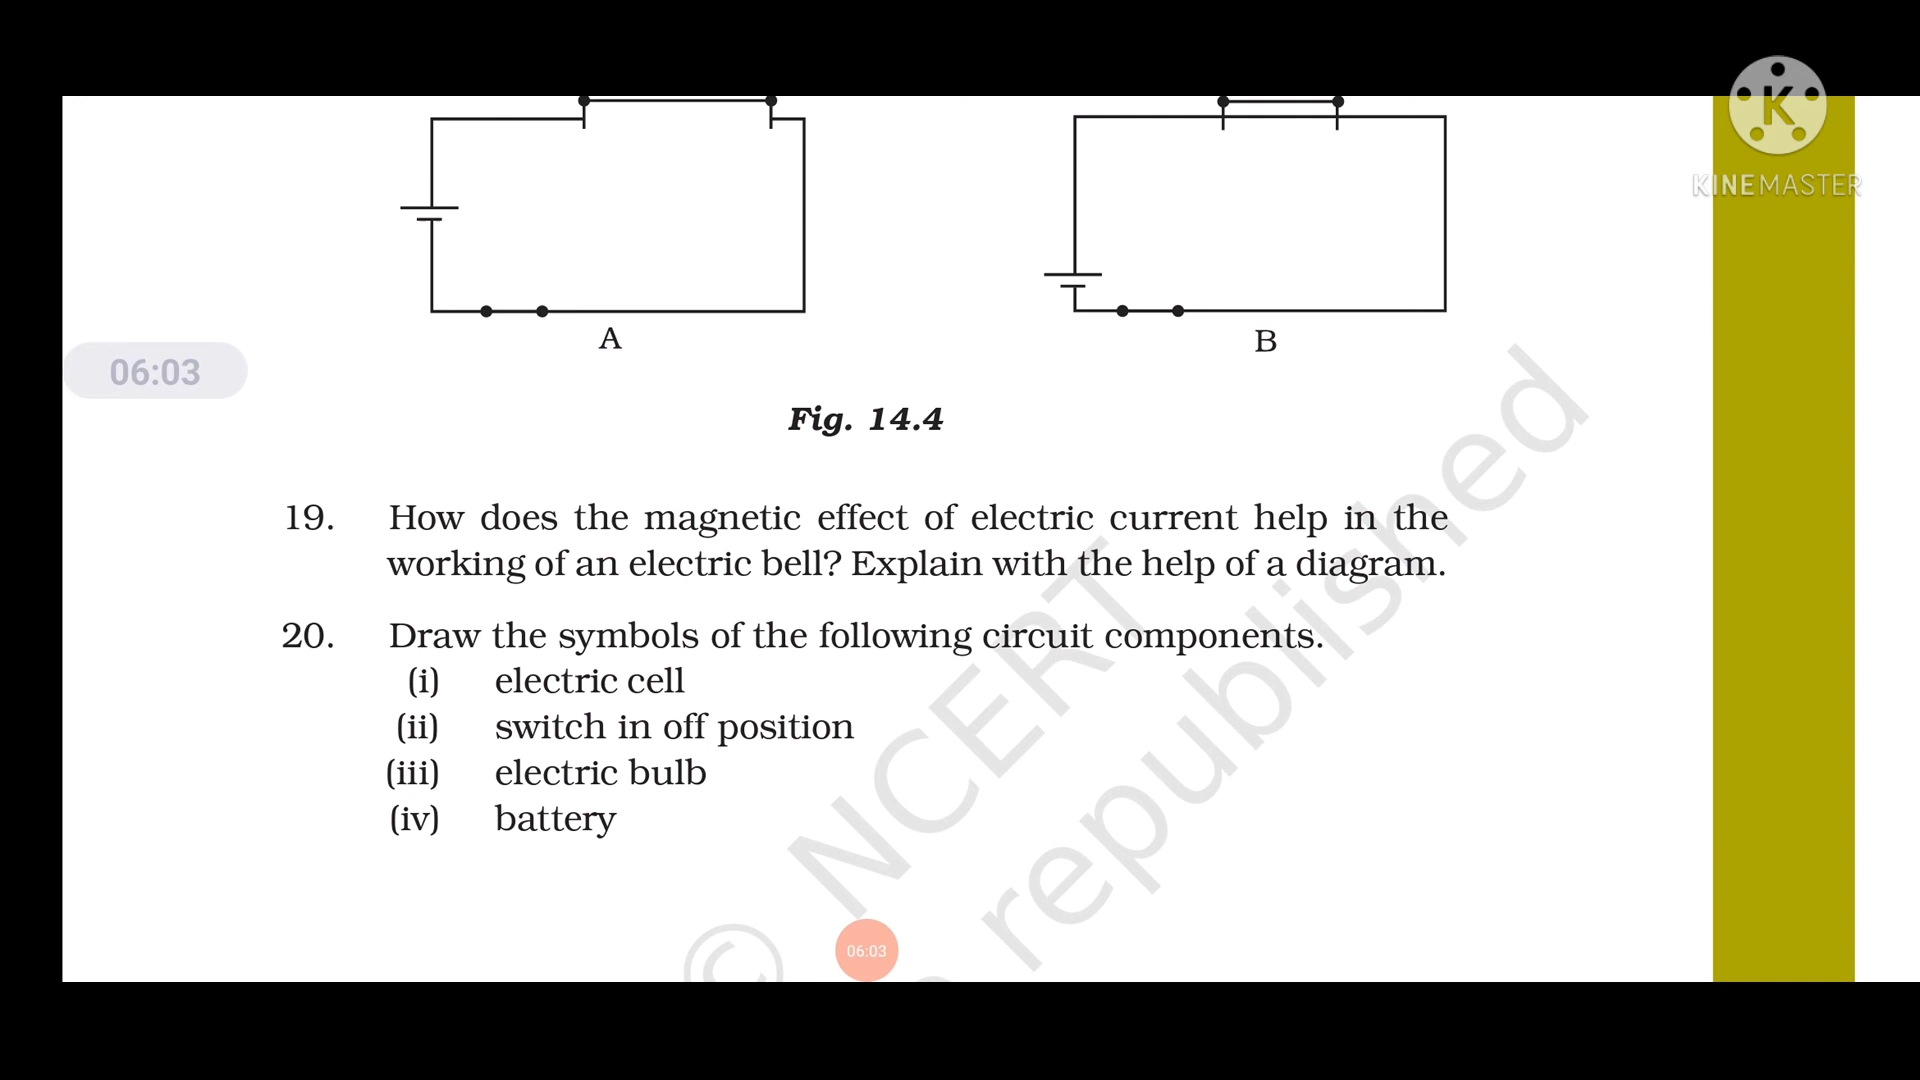 KINEMASTER
A
B
06:03
Fig. 14.4
19. How does the magnetic effect of electric current help in the
working of an electric bell? Explain with the help of a diagram.
20. Draw the symbols of the following circuit components.
(i) electric cell
(ii) switch in off position
(iii) electric bulb
(iv) battery
© NCERT
republished
06:03